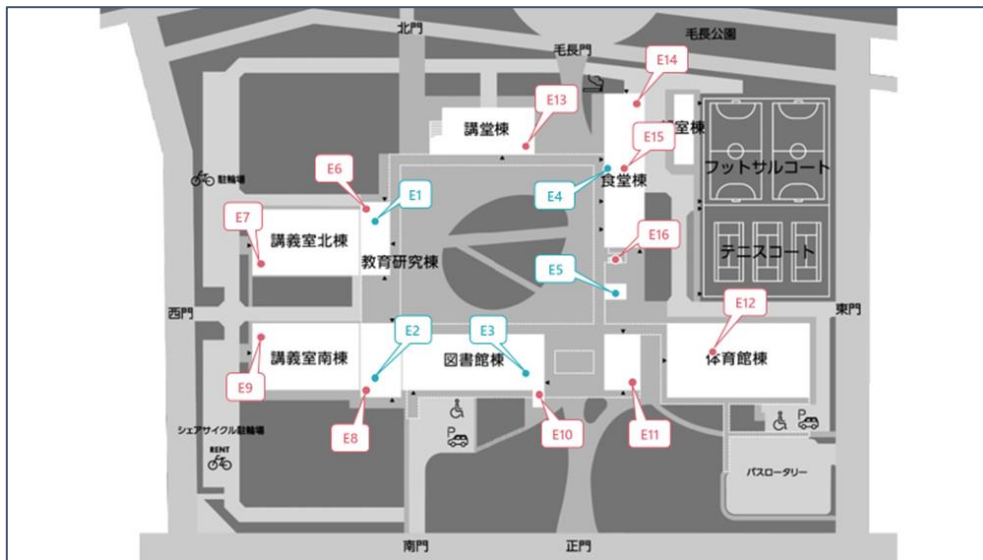 北門
毛長門
毛長公園
E14
E13
講堂棟
室棟
E15
フットサルコート
駐輪場
E6
E1
E4
食堂棟
E7
講義室北棟
教育研究棟
E16
テニスコート
E5
西門
東門
E12
E2
E3
講義室南棟
図書館棟
体育館棟
E9
E8
E10
E11
シェアサイクル駐輪場
RENT
P
P
バスロータリー
南門
正門